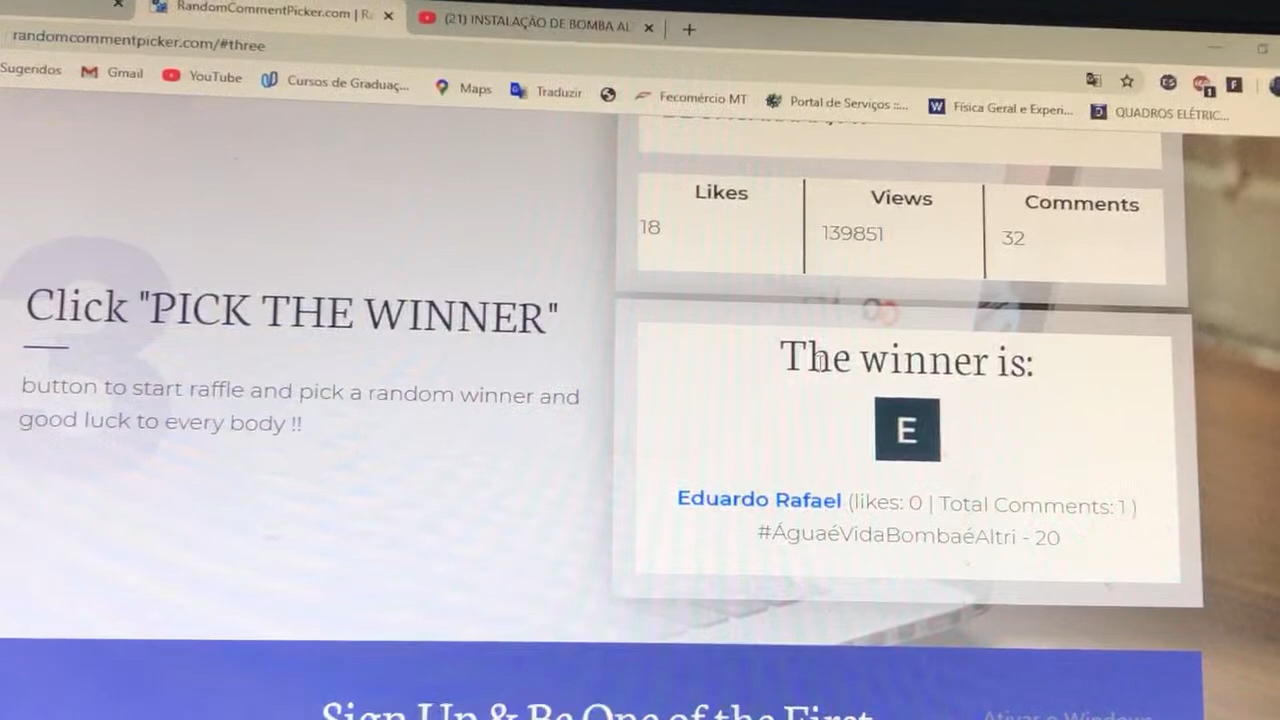 RandomCommentPicker.com | Ra
(21) INSTALAÇÃO DE BOMBA AL
randomcommentpicker.com/#three
Sugeridos Gmail YouTube Cursos de Graduaç... Maps Traduzir Fecomércio MT Portal de Serviços ::... Física Geral e Experi... QUADROS ELÉTRIC...
Likes Views Comments
18 139851 32
Click "PICK THE WINNER"
button to start raffle and pick a random winner and
good luck to every body !!
The winner is:
E
Eduardo Rafael (likes: 0 | Total Comments: 1 )
#ÁguaéVidaBombaéAltri - 20
Sign Up & Be One of the First
Ativar o Windows